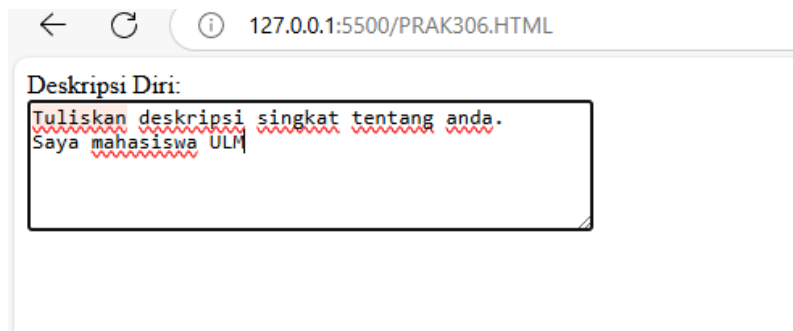 127.0.0.1:5500/PRAK306.HTML
Deskripsi Diri:
Tuliskan deskripsi singkat tentang anda.
Saya mahasiswa ULM